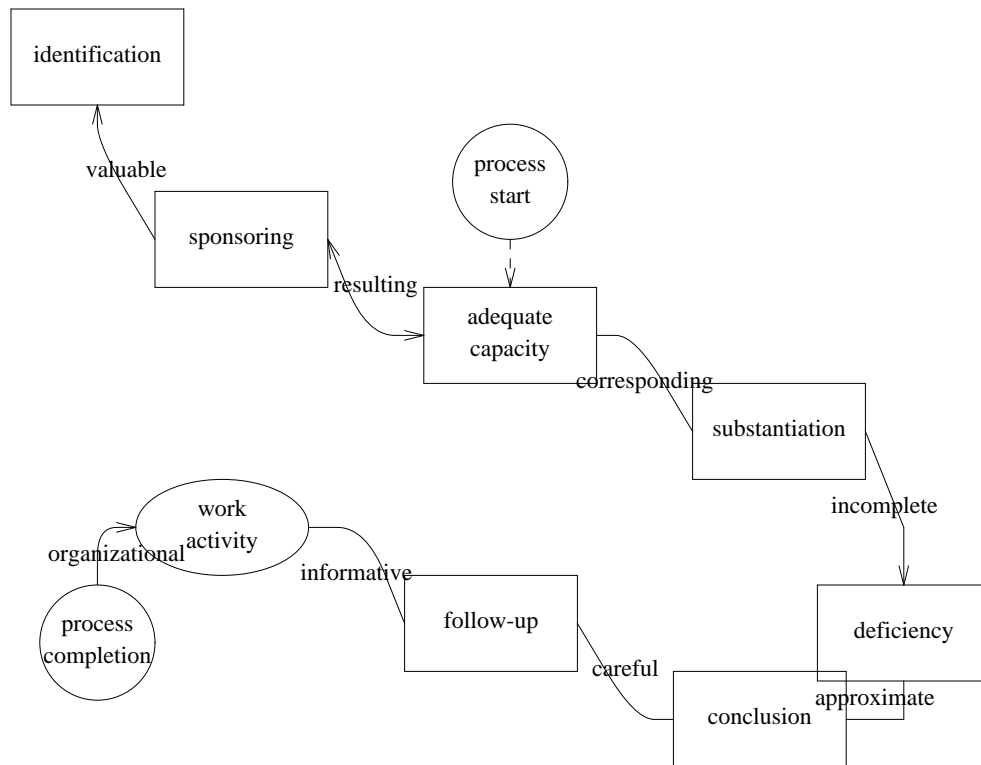 identification
valuable
process
start
sponsoring
resulting
adequate
capacity
corresponding
substantiation
incomplete
work
activity
organizational
informative
process
completion
follow-up
deficiency
careful
approximate
conclusion